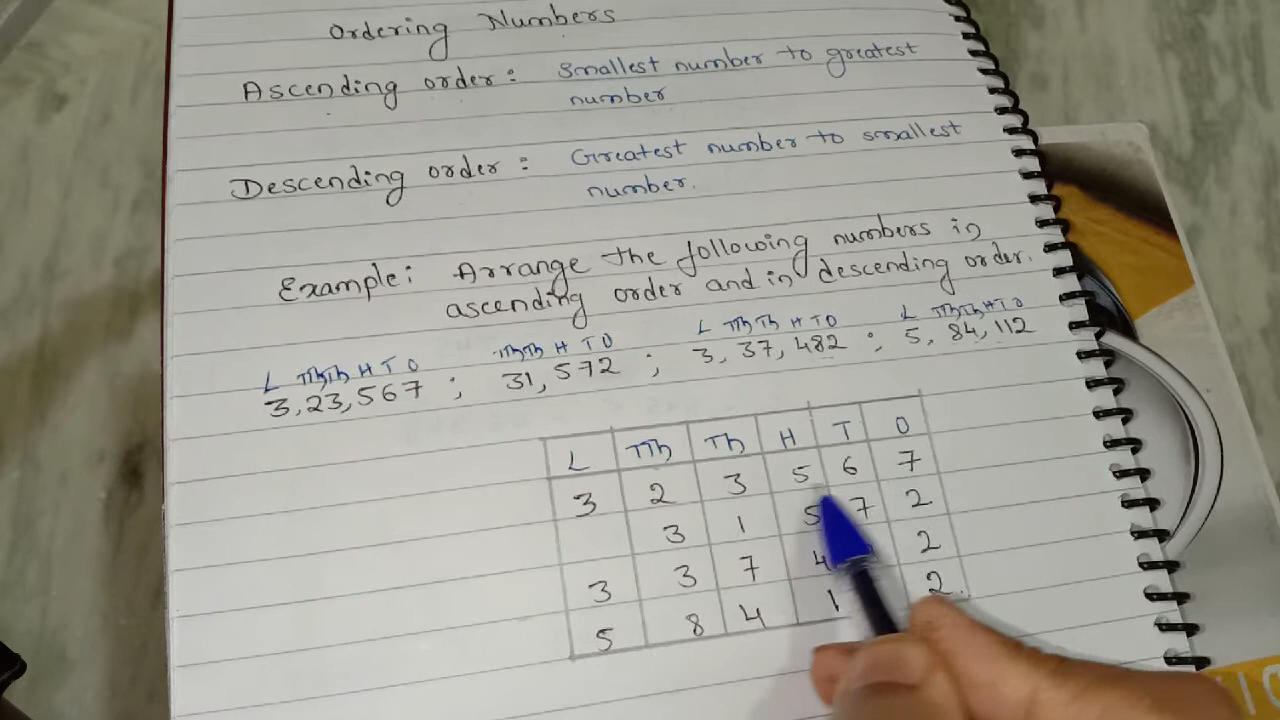 Ordering Numbers
Ascending order: Smallest number to greatest
number
Descending order: Greatest number to smallest
number.
Example: Arrange the following numbers in
ascending order and in descending order.
L TTh Th H T O TTh Th H T O L TTh Th H T O L TTh Th H T O
3,23,567 ; 31,572 ; 3,37,482 ; 5,84,112
L TTh Th H T O
3 2 3 5 6 7
3 1 5 7 2
3 3 7 4 2
5 8 4 1 2